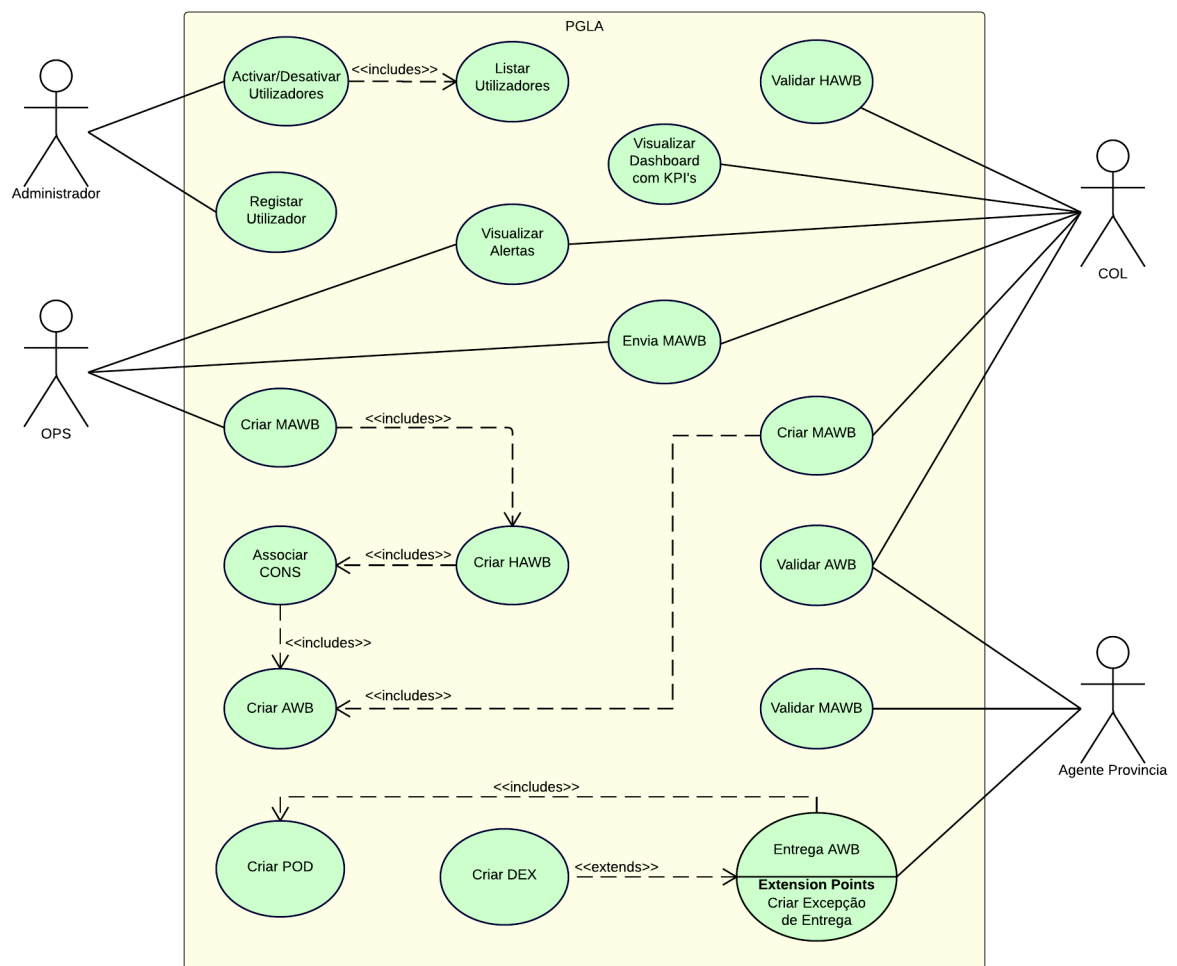 PGLA
Activar/Desativar
Utilizadores
<<includes>>
Listar
Utilizadores
Validar HAWB
Visualizar
Dashboard
com KPI's
Administrador
Registar
Utilizador
Visualizar
Alertas
COL
Envia MAWB
OPS
Criar MAWB
<<includes>>
Criar MAWB
Associar
CONS
<<includes>>
Criar HAWB
Validar AWB
<<includes>>
Criar AWB
<<includes>>
Validar MAWB
Agente Provincia
<<includes>>
Criar POD
Criar DEX
<<extends>>
Entrega AWB
Extension Points
Criar Excepção
de Entrega